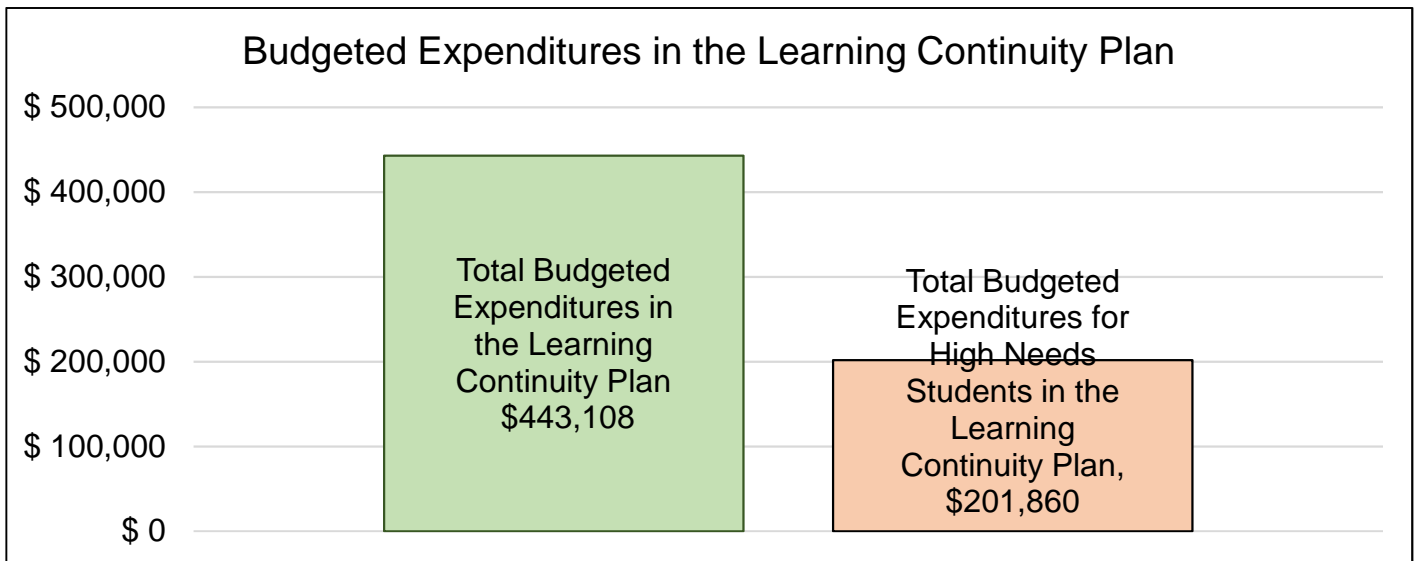 Budgeted Expenditures in the Learning Continuity Plan
$ 500,000
$ 400,000
$ 300,000
$ 200,000
$ 100,000
$ 0
Total Budgeted
Expenditures in
the Learning
Continuity Plan
$443,108
Total Budgeted
Expenditures for
High Needs
Students in the
Learning
Continuity Plan,
$201,860